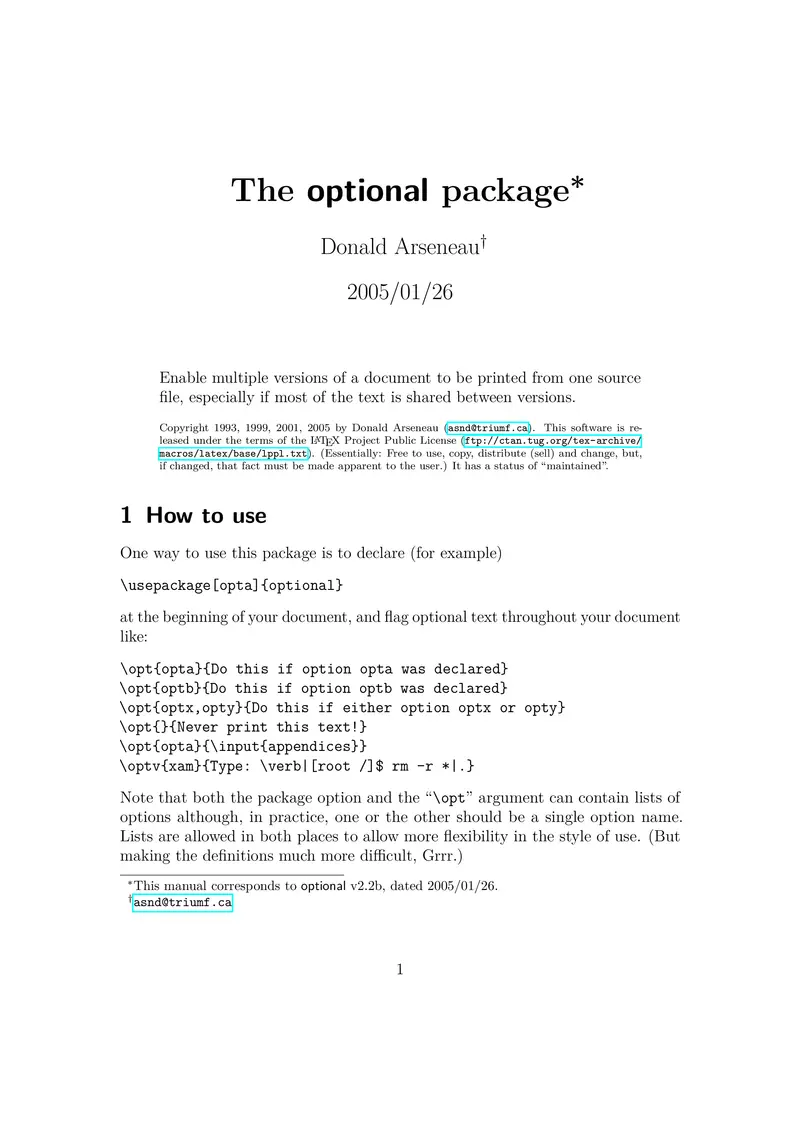 The optional package*
Donald Arseneau†
2005/01/26
Enable multiple versions of a document to be printed from one source
file, especially if most of the text is shared between versions.
Copyright 1993, 1999, 2001, 2005 by Donald Arseneau (asnd@triumf.ca). This software is re-
leased under the terms of the LATEX Project Public License (ftp://ctan.tug.org/tex-archive/
macros/latex/base/lppl.txt). (Essentially: Free to use, copy, distribute (sell) and change, but,
if changed, that fact must be made apparent to the user.) It has a status of “maintained”.
1 How to use
One way to use this package is to declare (for example)
\usepackage[opta]{optional}
at the beginning of your document, and flag optional text throughout your document
like:
\opt{opta}{Do this if option opta was declared}
\opt{optb}{Do this if option optb was declared}
\opt{optx,opty}{Do this if either option optx or opty}
\opt{}{Never print this text!}
\opt{opta}{\input{appendices}}
\optv{xam}{Type: \verb|[root /]$ rm -r *|.}
Note that both the package option and the “\opt” argument can contain lists of
options although, in practice, one or the other should be a single option name.
Lists are allowed in both places to allow more flexibility in the style of use. (But
making the definitions much more difficult, Grrr.)
*This manual corresponds to optional v2.2b, dated 2005/01/26.
†asnd@triumf.ca
1